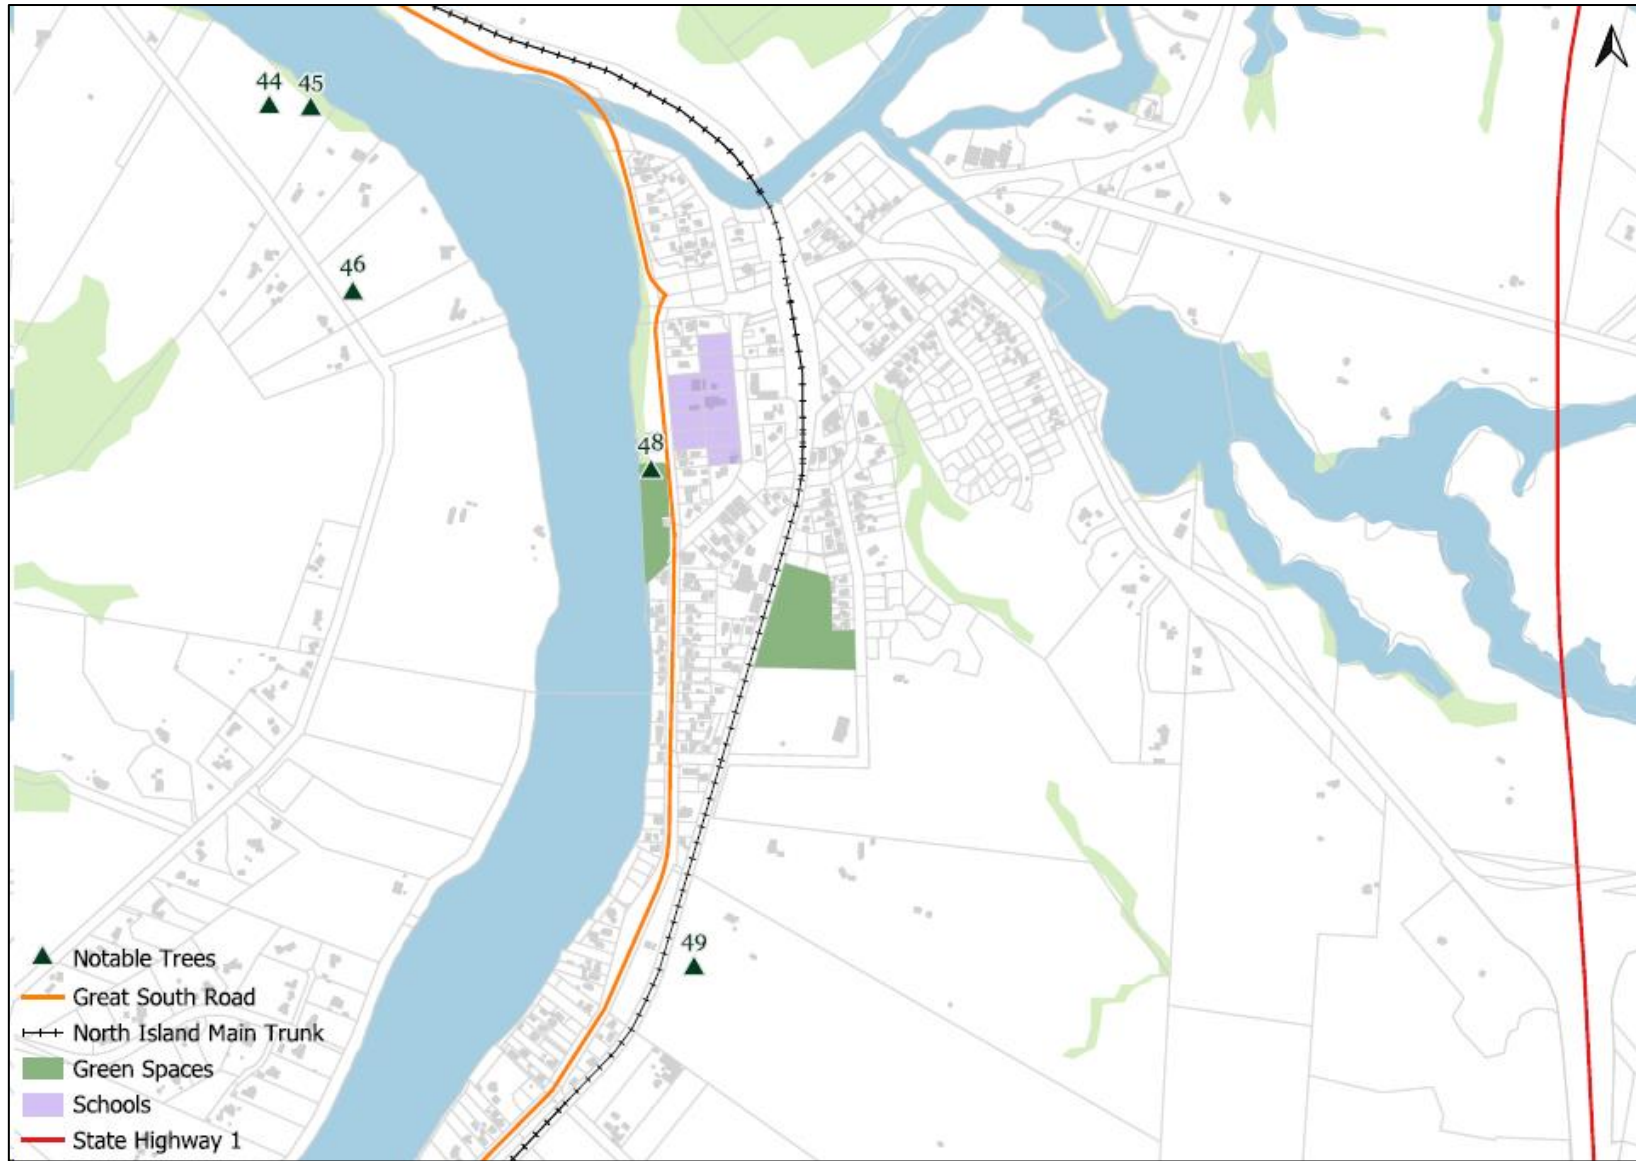 44 45
46
48
49
Notable Trees
Great South Road
North Island Main Trunk
Green Spaces
Schools
State Highway 1